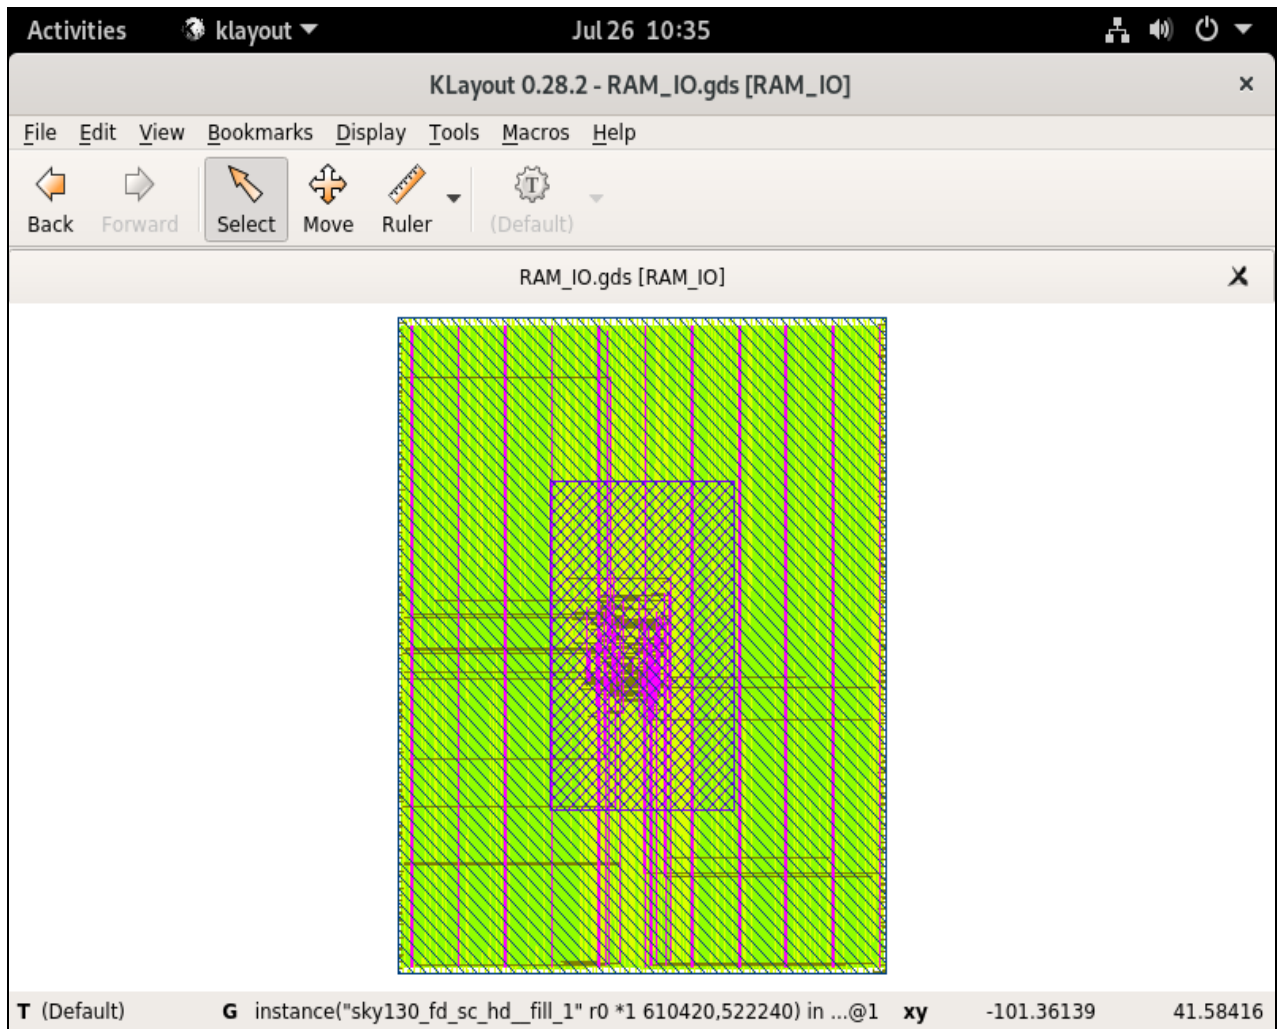 Activities klayout Jul 26 10:35
KLayout 0.28.2 - RAM_IO.gds [RAM_IO]
File Edit View Bookmarks Display Tools Macros Help
Back Forward Select Move Ruler (Default)
RAM_IO.gds [RAM_IO]
T (Default) G instance("sky130_fd_sc_hd__fill_1" r0 *1 610420,522240) in ...@1 xy -101.36139 41.58416